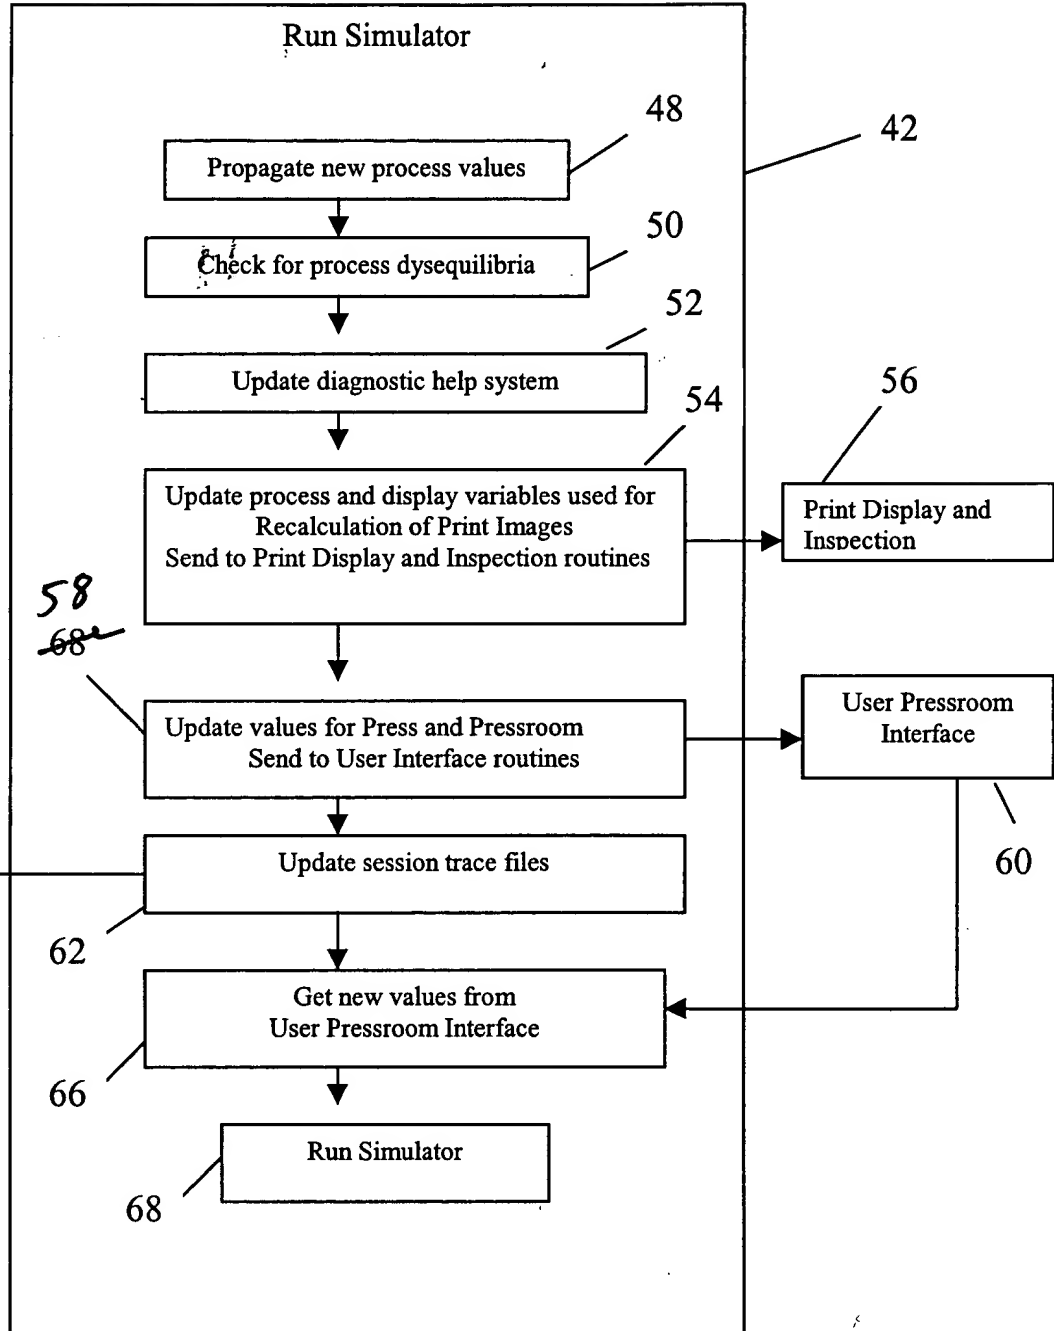 Run Simulator
48
42
Propagate new process values
50
Check for process dysequilibria
52
Update diagnostic help system
54
56
Update process and display variables used for
Recalculation of Print Images
Send to Print Display and Inspection routines
Print Display and
Inspection
58
68
Update values for Press and Pressroom
Send to User Interface routines
User Pressroom
Interface
60
Update session trace files
62
Get new values from
User Pressroom Interface
66
Run Simulator
68